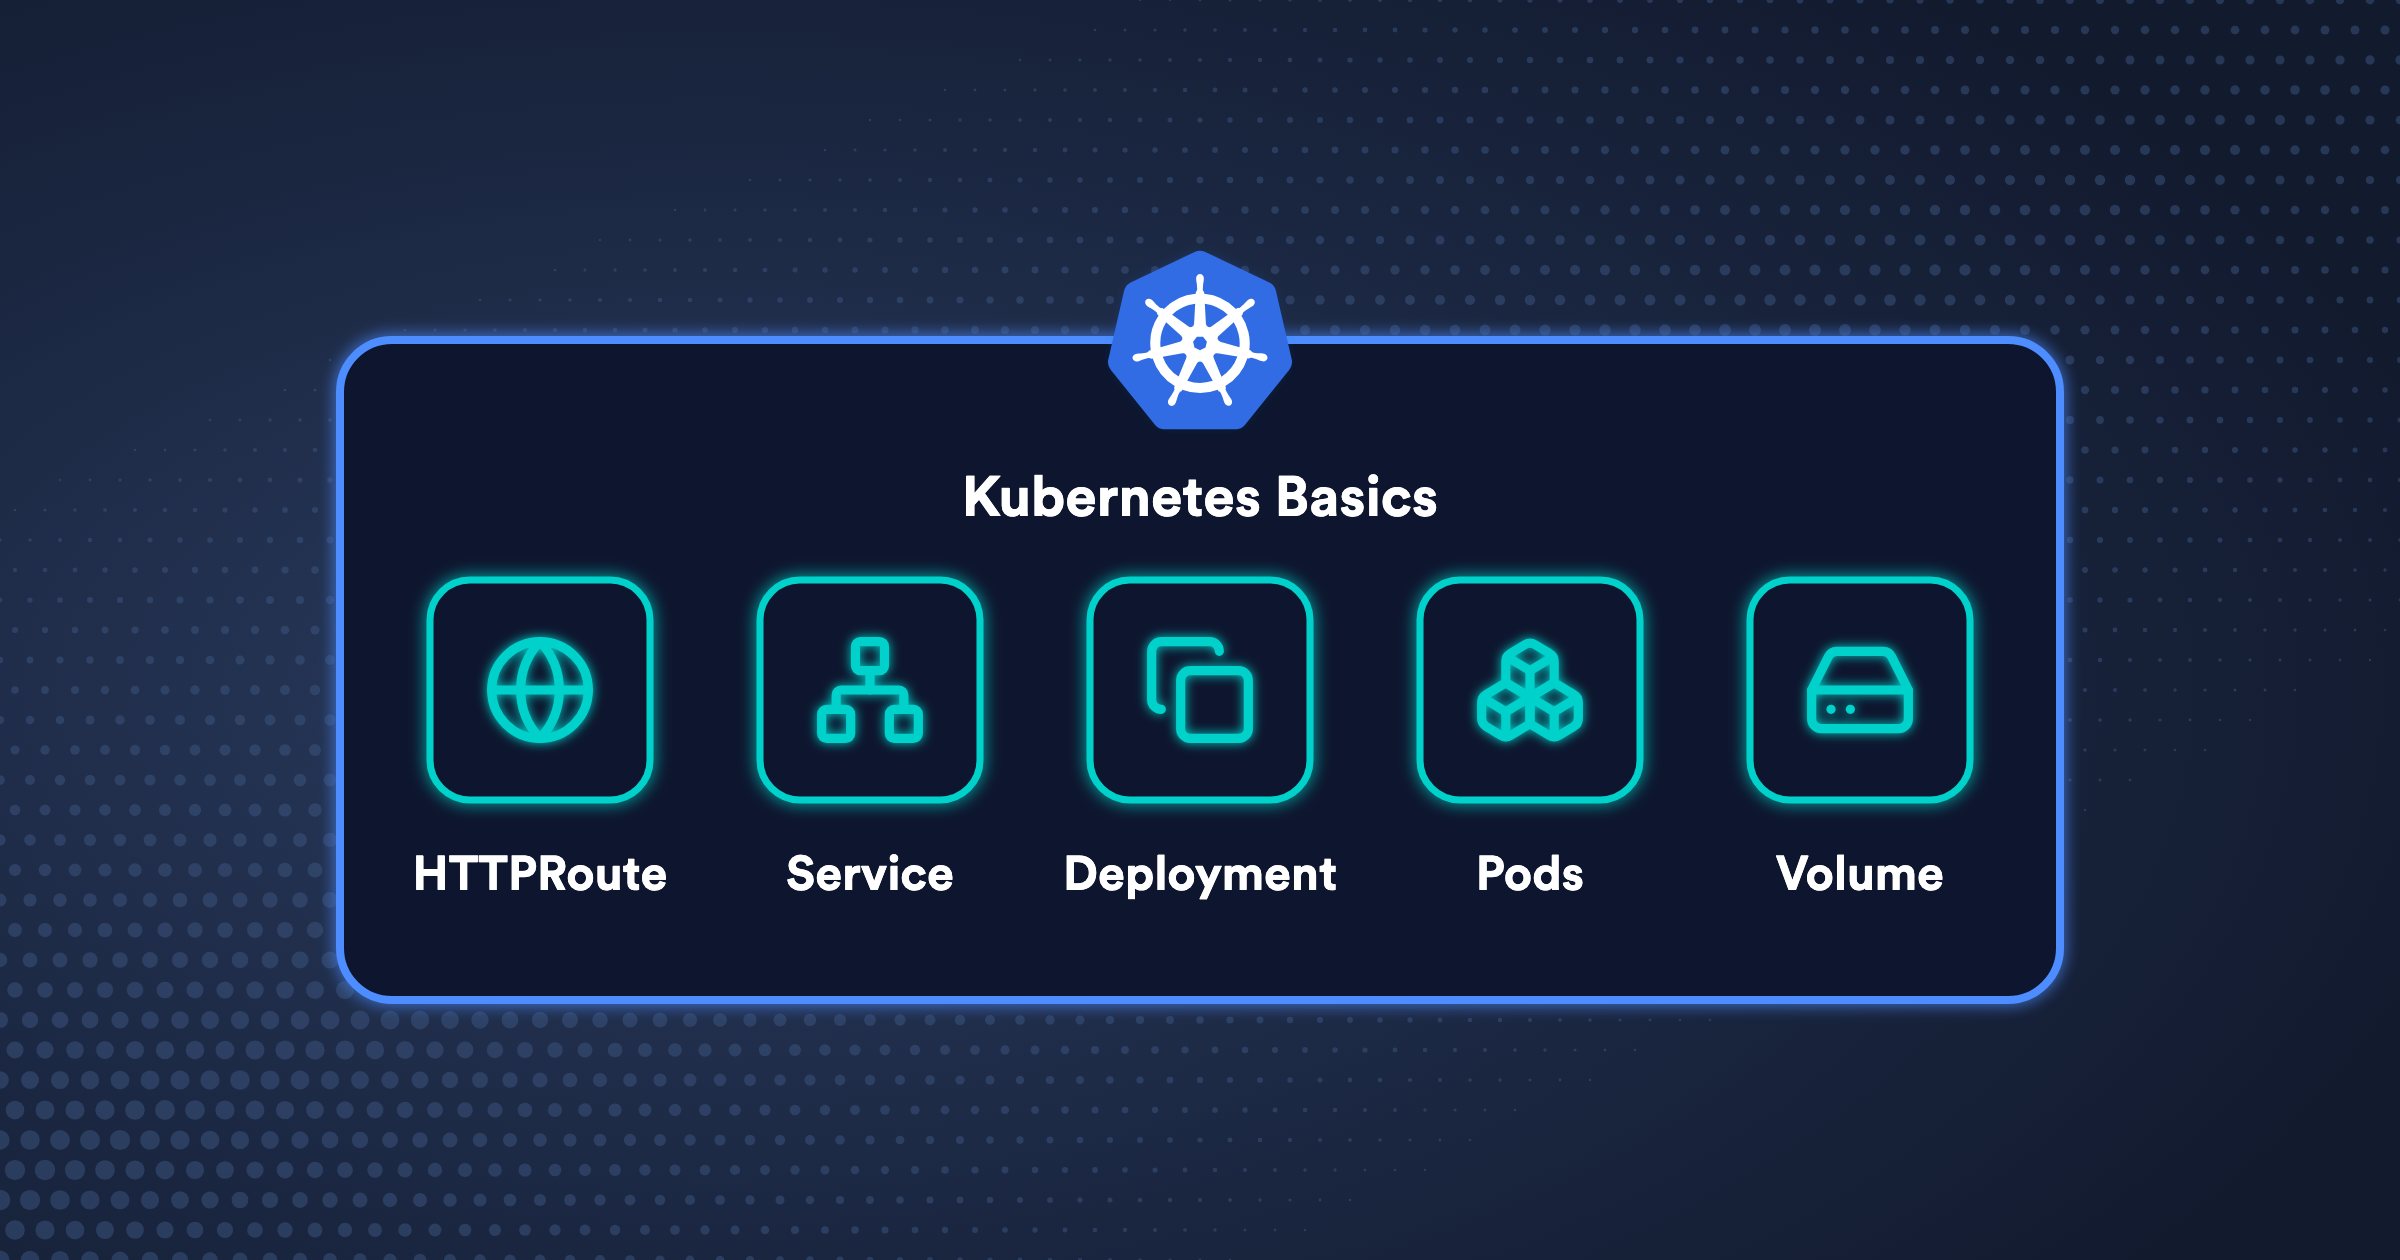 Kubernetes Basics
HTTPRoute
Service
Deployment
Pods
Volume